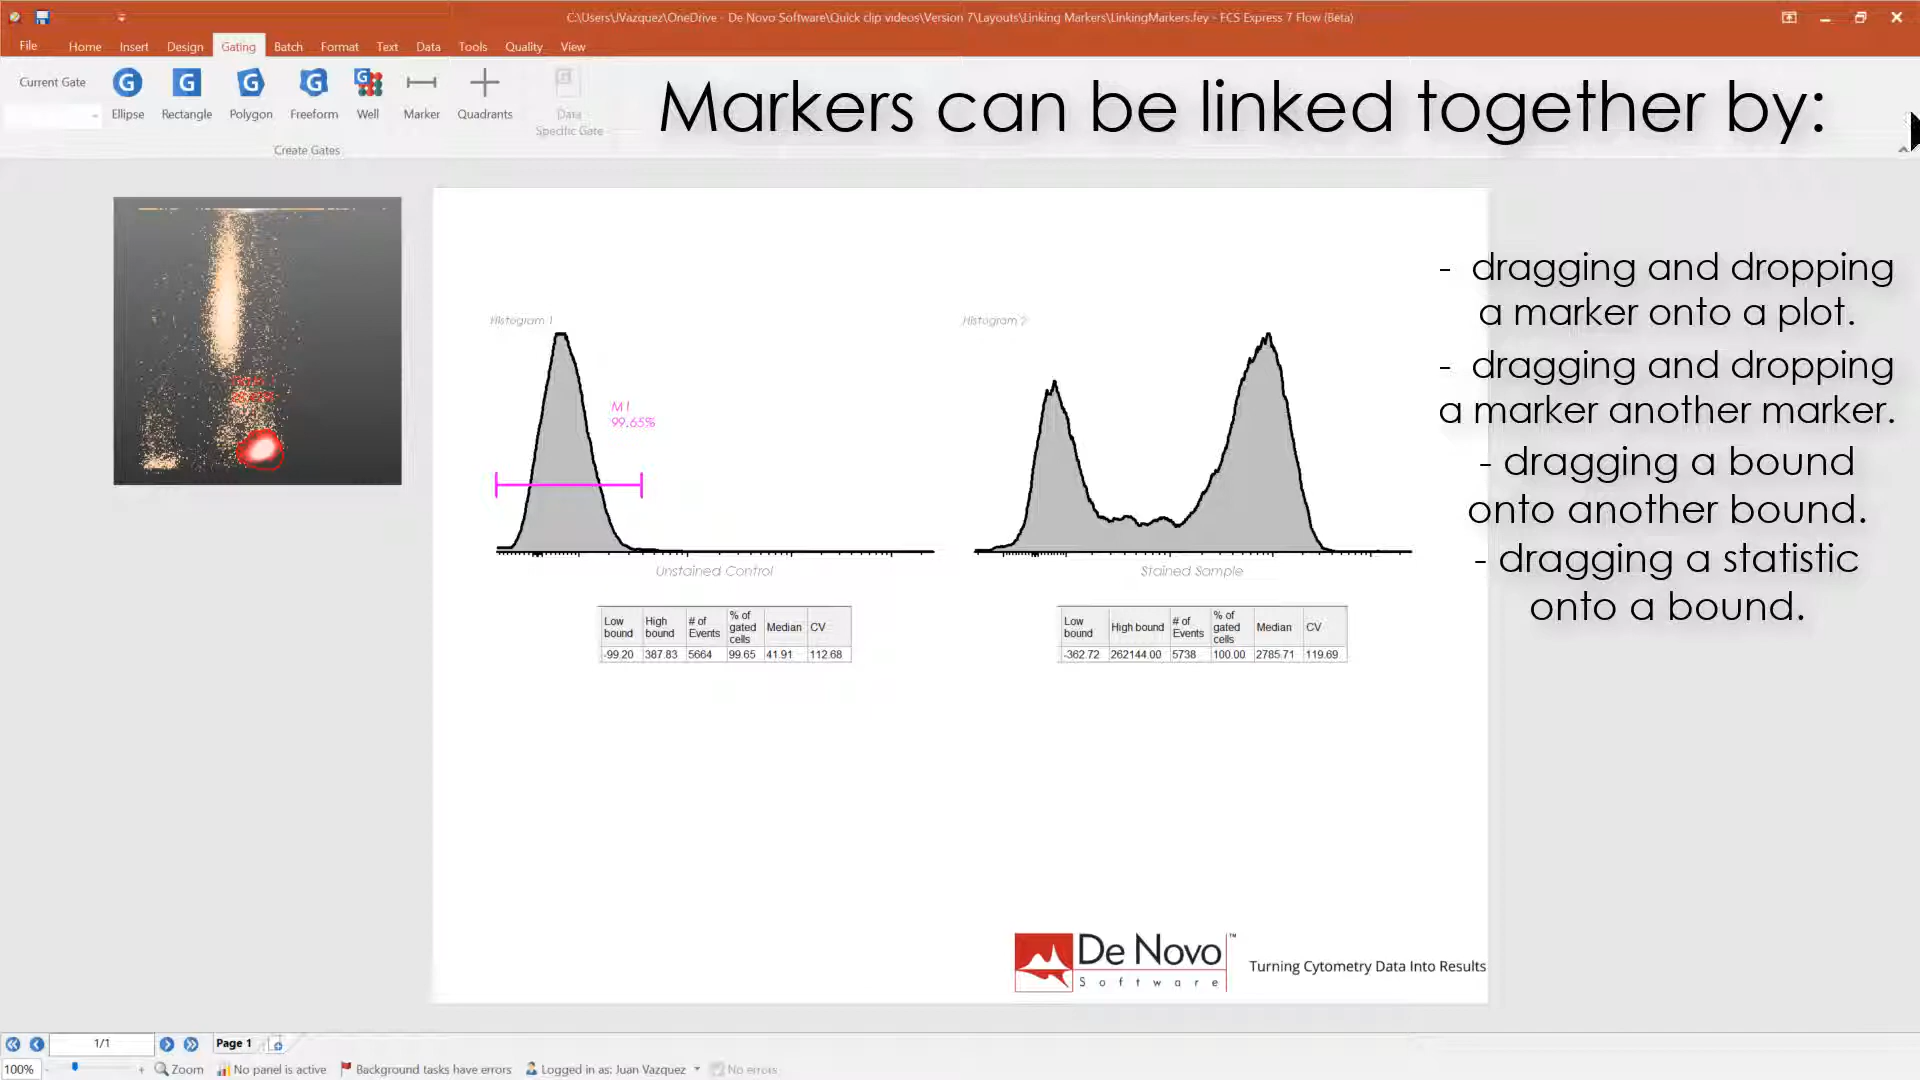 C:\Users\JVazquez\OneDrive - De Novo Software\Quick clip videos\Version 7\Layouts\Linking Markers\LinkingMarkers.fey - FCS Express 7 Flow (Beta)
File Home Insert Design Gating Batch Format Text Data Tools Quality View
Current Gate
Ellipse Rectangle Polygon Freeform Well Marker Quadrants Data
Specific Gate
Create Gates
Markers can be linked together by:
- dragging and dropping
a marker onto a plot.
- dragging and dropping
a marker another marker.
- dragging a bound
onto another bound.
- dragging a statistic
onto a bound.
Histogram 1
M1
99.65%
Unstained Control
Histogram 2
Stained Sample
Low bound High bound # of Events % of gated cells Median CV
-99.20 387.83 5664 99.65 41.91 112.68
Low bound High bound # of Events % of gated cells Median CV
-362.72 262144.00 5738 100.00 2785.71 119.69
De Novo™
Software
Turning Cytometry Data Into Results
1/1 Page 1
100% - + Zoom No panel is active Background tasks have errors Logged in as: Juan Vazquez No errors